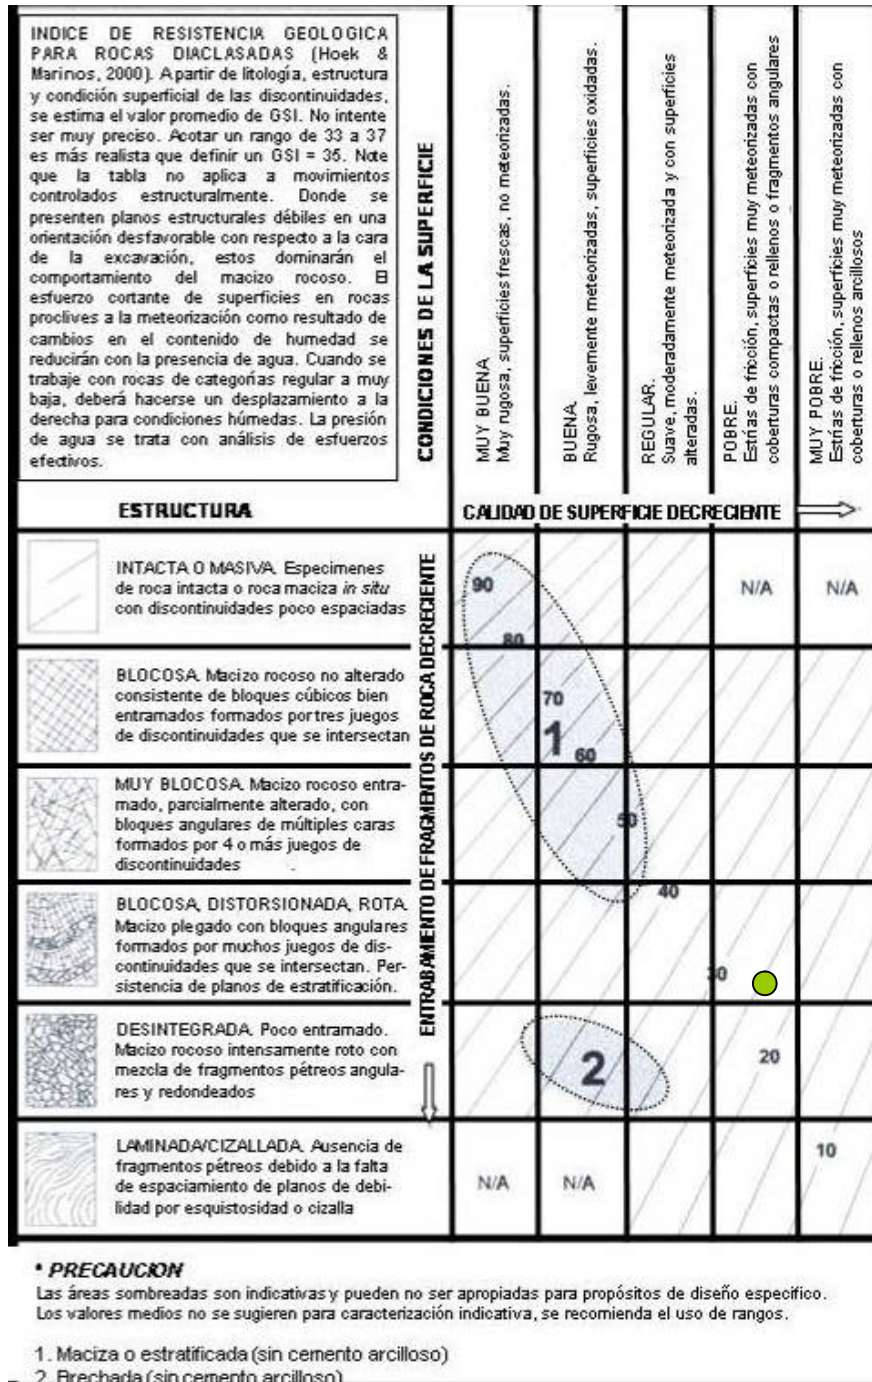 INDICE DE RESISTENCIA GEOLOGICA
PARA ROCAS DIACLASADAS (Hoek &
Marinos, 2000). A partir de litología, estructura
y condición superficial de las discontinuidades,
se estima el valor promedio de GSI. No intente
ser muy preciso. Acotar un rango de 33 a 37
es más realista que definir un GSI = 35. Note
que la tabla no aplica a movimientos
controlados estructuralmente. Donde se
presenten planos estructurales débiles en una
orientación desfavorable con respecto a la cara
de la excavación, estos dominarán el
comportamiento del macizo rocoso. El
esfuerzo cortante de superficies en rocas
proclives a la meteorización como resultado de
cambios en el contenido de humedad se
reducirán con la presencia de agua. Cuando se
trabaje con rocas de categorías regular a muy
baja, deberá hacerse un desplazamiento a la
derecha para condiciones húmedas. La presión
de agua se trata con análisis de esfuerzos
efectivos.
CONDICIONES DE LA SUPERFICIE
MUY BUENA.
Muy rugosa, superficies frescas, no meteorizadas.
BUENA.
Rugosa, levemente meteorizadas, superficies oxidadas.
REGULAR.
Suave, moderadamente meteorizada y con superficies
alteradas.
POBRE.
Estrías de fricción, superficies muy meteorizadas con
coberturas compactas o rellenos o fragmentos angulares
MUY POBRE.
Estrías de fricción, superficies muy meteorizadas con
coberturas o rellenos arcillosos
ESTRUCTURA
CALIDAD DE SUPERFICIE DECRECIENTE
ENTRABAMIENTO DE FRAGMENTOS DE ROCA DECRECIENTE
INTACTA O MASIVA. Especimenes
de roca intacta o roca maciza in situ
con discontinuidades poco espaciadas
90
80
N/A
N/A
BLOCOSA. Macizo rocoso no alterado
consistente de bloques cúbicos bien
entramados formados por tres juegos
de discontinuidades que se intersectan
70
1
60
MUY BLOCOSA. Macizo rocoso entra-
mado, parcialmente alterado, con
bloques angulares de múltiples caras
formados por 4 o más juegos de
discontinuidades
50
BLOCOSA, DISTORSIONADA, ROTA.
Macizo plegado con bloques angulares
formados por muchos juegos de dis-
continuidades que se intersectan. Per-
sistencia de planos de estratificación.
40
30
DESINTEGRADA. Poco entramado.
Macizo rocoso intensamente roto con
mezcla de fragmentos pétreos angula-
res y redondeados
2
20
LAMINADA/CIZALLADA. Ausencia de
fragmentos pétreos debido a la falta
de espaciamiento de planos de debi-
lidad por esquistosidad o cizalla
N/A
N/A
10
* PRECAUCION
Las áreas sombreadas son indicativas y pueden no ser apropiadas para propósitos de diseño especifico.
Los valores medios no se sugieren para caracterización indicativa, se recomienda el uso de rangos.
1. Maciza o estratificada (sin cemento arcilloso)
2. Brechada (sin cemento arcilloso)